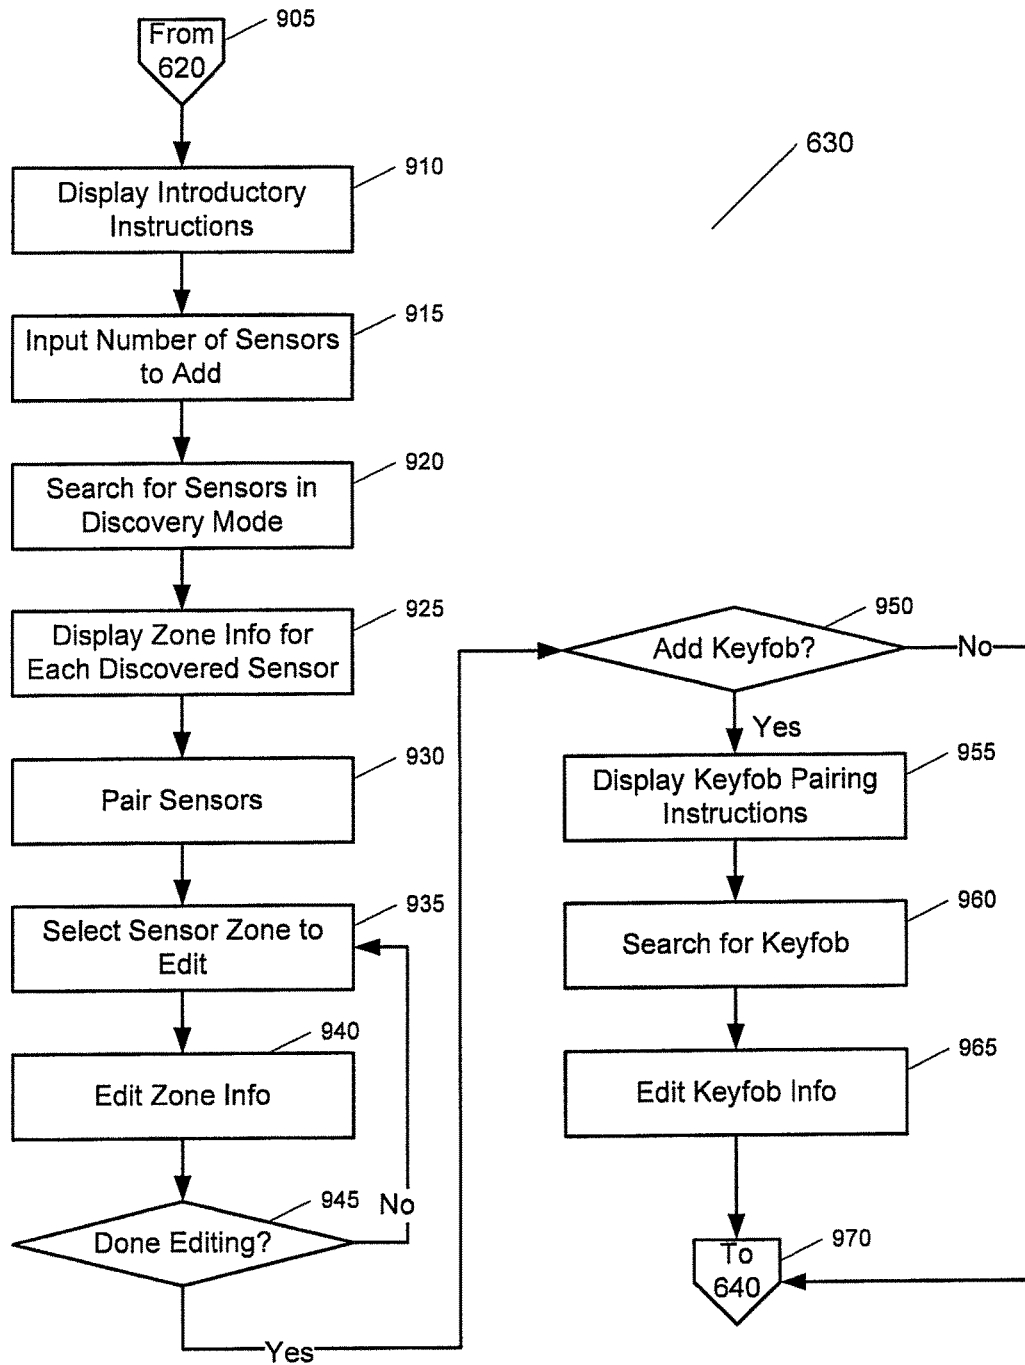 From
620
905
630
910
Display Introductory
Instructions
915
Input Number of Sensors
to Add
920
Search for Sensors in
Discovery Mode
925
Display Zone Info for
Each Discovered Sensor
930
Pair Sensors
935
Select Sensor Zone to
Edit
940
Edit Zone Info
945
No
Done Editing?
Yes
950
Add Keyfob?
No
Yes
955
Display Keyfob Pairing
Instructions
960
Search for Keyfob
965
Edit Keyfob Info
970
To
640